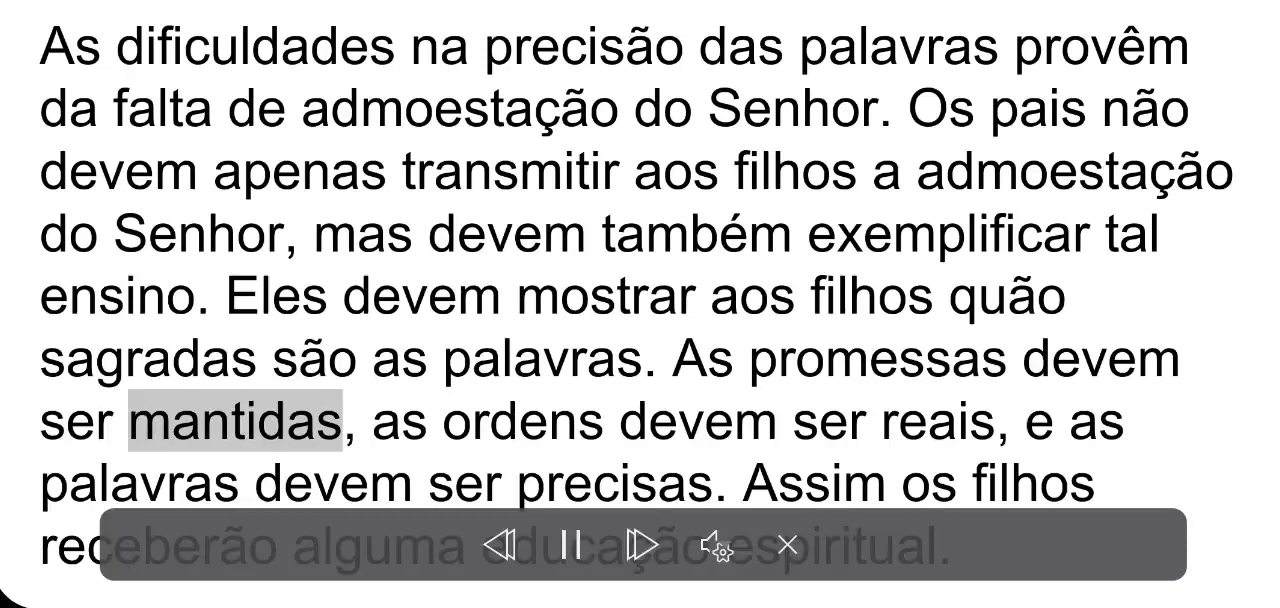 As dificuldades na precisão das palavras provêm
da falta de admoestação do Senhor. Os pais não
devem apenas transmitir aos filhos a admoestação
do Senhor, mas devem também exemplificar tal
ensino. Eles devem mostrar aos filhos quão
sagradas são as palavras. As promessas devem
ser mantidas, as ordens devem ser reais, e as
palavras devem ser precisas. Assim os filhos
receberão alguma educação espiritual.